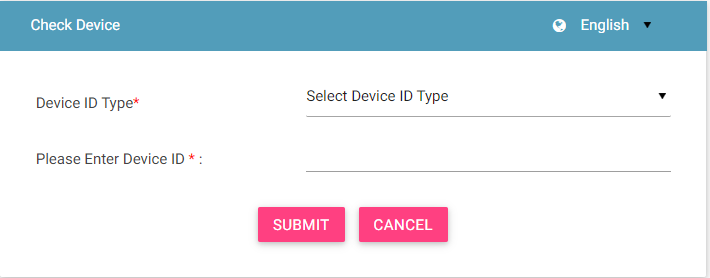 Check Device English
Device ID Type* Select Device ID Type
Please Enter Device ID * :
SUBMIT CANCEL